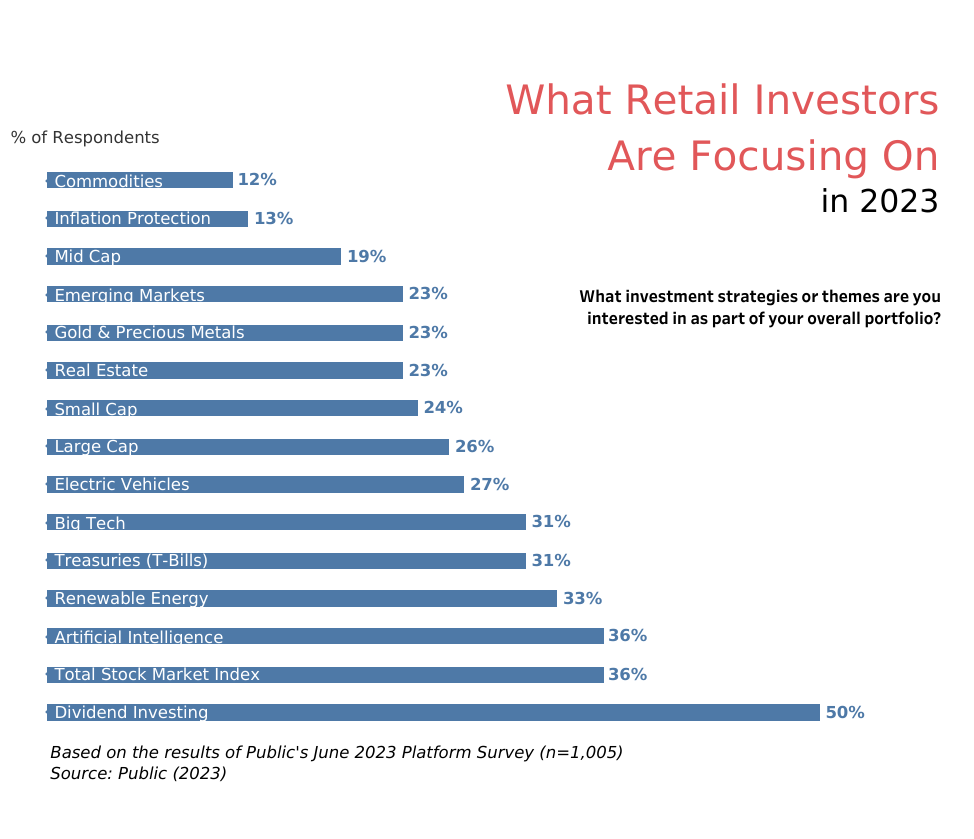 What Retail Investors
Are Focusing On
in 2023
% of Respondents
What investment strategies or themes are you
interested in as part of your overall portfolio?
Commodities 12%
Inflation Protection 13%
Mid Cap 19%
Emerging Markets 23%
Gold & Precious Metals 23%
Real Estate 23%
Small Cap 24%
Large Cap 26%
Electric Vehicles 27%
Big Tech 31%
Treasuries (T-Bills) 31%
Renewable Energy 33%
Artificial Intelligence 36%
Total Stock Market Index 36%
Dividend Investing 50%
Based on the results of Public's June 2023 Platform Survey (n=1,005)
Source: Public (2023)